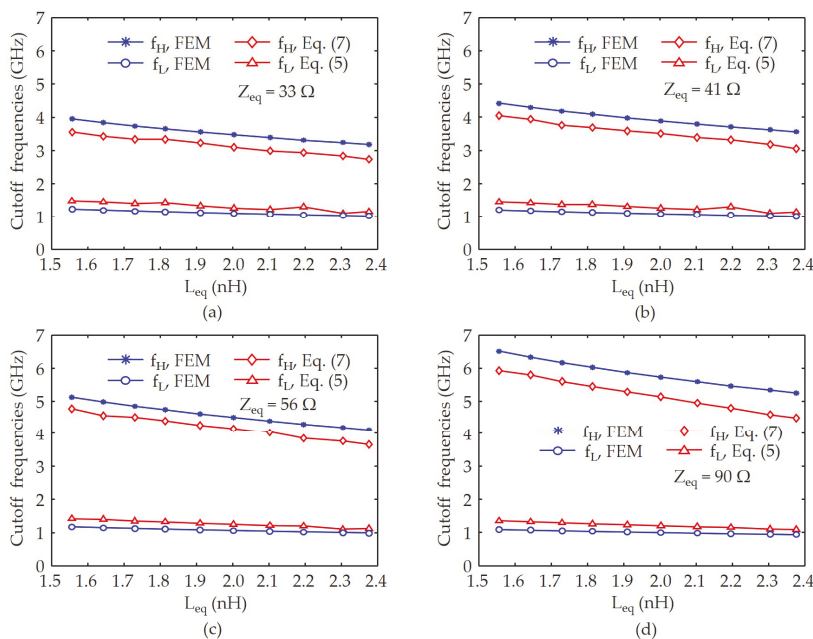 (a)
Cutoff frequencies (GHz)
7
6
5
4
3
2
1
0
f_H, FEM
f_H, Eq. (7)
f_L, FEM
f_L, Eq. (5)
Z_eq = 33 Ω
1.5 1.6 1.7 1.8 1.9 2.0 2.1 2.2 2.3 2.4
L_eq (nH)
(a)
(b)
Cutoff frequencies (GHz)
7
6
5
4
3
2
1
0
f_H, FEM
f_H, Eq. (7)
f_L, FEM
f_L, Eq. (5)
Z_eq = 41 Ω
1.5 1.6 1.7 1.8 1.9 2.0 2.1 2.2 2.3 2.4
L_eq (nH)
(b)
Cutoff frequencies (GHz)
7
6
5
4
3
2
1
0
f_H, FEM
f_H, Eq. (7)
f_L, FEM
f_L, Eq. (5)
Z_eq = 56 Ω
1.5 1.6 1.7 1.8 1.9 2.0 2.1 2.2 2.3 2.4
L_eq (nH)
(c)
Cutoff frequencies (GHz)
7
6
5
4
3
2
1
0
f_H, FEM
f_H, Eq. (7)
f_L, FEM
f_L, Eq. (5)
Z_eq = 90 Ω
1.5 1.6 1.7 1.8 1.9 2.0 2.1 2.2 2.3 2.4
L_eq (nH)
(d)